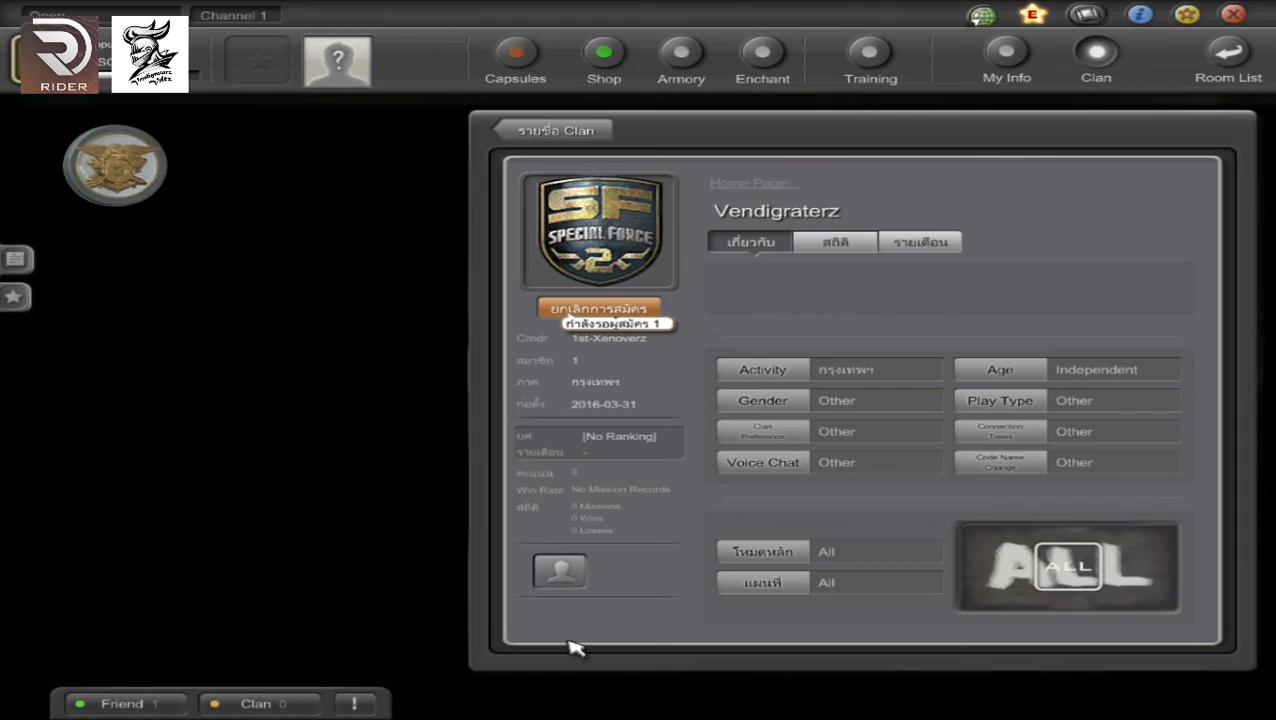 Open
Channel 1
RIDER
Vendigraterz
Capsules
Shop
Armory
Enchant
Training
My Info
Clan
Room List
รายชื่อ Clan
SF
SPECIAL FORCE
2
ยกเลิกการสมัคร
กำลังรอผู้สมัคร 1
Cmdr 1st-Xenoverz
สมาชิก 1
ภาค กรุงเทพฯ
ก่อตั้ง 2016-03-31
ยศ [No Ranking]
รายเดือน -
คะแนน 0
Win Rate No Mission Records
สถิติ 0 Missions
0 Wins
0 Losses
Home Page:
Vendigraterz
เกี่ยวกับ สถิติ รายเดือน
Activity กรุงเทพฯ Age Independent
Gender Other Play Type Other
Clan Preference Other Connection Times Other
Voice Chat Other Code Name Change Other
โหมดหลัก All
แผนที่ All
ALL
ALL
Friend 1
Clan 0
!